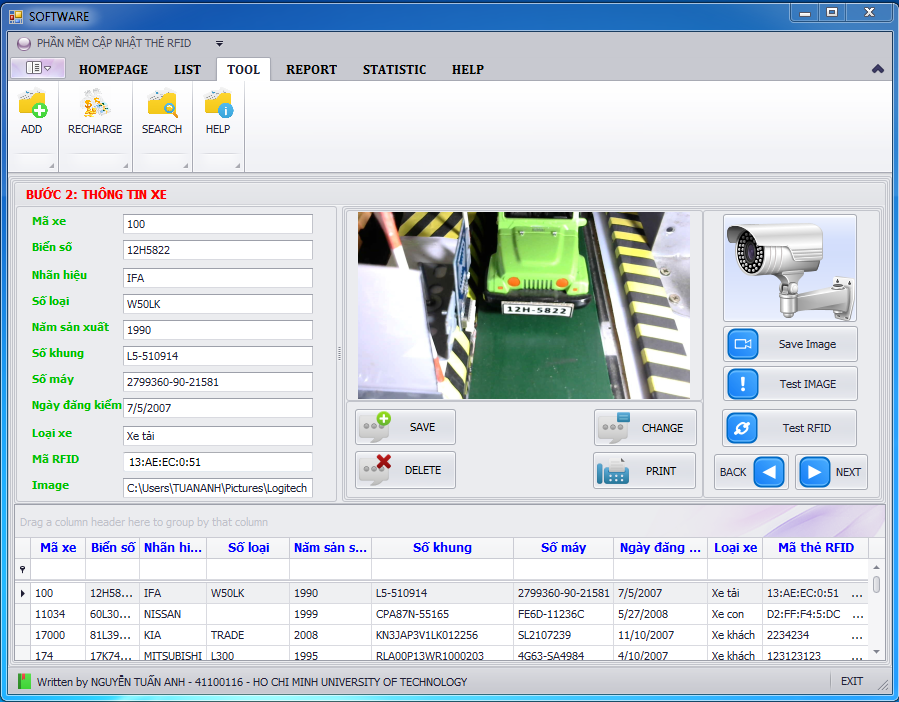 SOFTWARE
PHẦN MỀM CẬP NHẬT THẺ RFID
HOMEPAGE LIST TOOL REPORT STATISTIC HELP
ADD RECHARGE SEARCH HELP
BƯỚC 2: THÔNG TIN XE
Mã xe 100
Biển số 12H5822
Nhãn hiệu IFA
Số loại W50LK
Năm sản xuất 1990
Số khung L5-510914
Số máy 2799360-90-21581
Ngày đăng kiểm 7/5/2007
Loại xe Xe tải
Mã RFID 13:AE:EC:0:51
Image C:\Users\TUANANH\Pictures\Logitech
12H-5822
SAVE CHANGE
DELETE PRINT
Save Image
Test IMAGE
Test RFID
BACK NEXT
Drag a column header here to group by that column
Mã xe Biển số Nhãn hi... Số loại Năm sản s... Số khung Số máy Ngày đăng ... Loại xe Mã thẻ RFID
100 12H58... IFA W50LK 1990 L5-510914 2799360-90-21581 7/5/2007 Xe tải 13:AE:EC:0:51 ...
11034 60L30... NISSAN 1999 CPA87N-55165 FE6D-11236C 5/27/2008 Xe con D2:FF:F4:5:DC ...
17000 81L39... KIA TRADE 2008 KN3JAP3V1LK012256 SL2107239 11/10/2007 Xe khách 2234234 ...
174 17K74... MITSUBISHI L300 1995 RLA00P13WR1000203 4G63-SA4984 4/10/2007 Xe khách 123123123 ...
Written by NGUYỄN TUẤN ANH - 41100116 - HO CHI MINH UNIVERSITY OF TECHNOLOGY EXIT